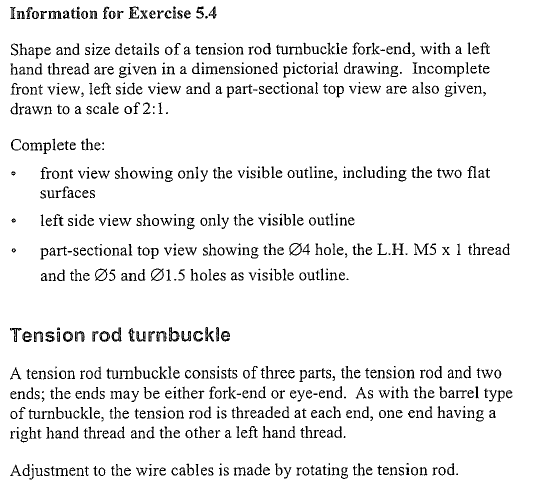 Information for Exercise 5.4
Shape and size details of a tension rod turnbuckle fork-end, with a left
hand thread are given in a dimensioned pictorial drawing. Incomplete
front view, left side view and a part-sectional top view are also given,
drawn to a scale of 2:1.
Complete the:
• front view showing only the visible outline, including the two flat
surfaces
• left side view showing only the visible outline
• part-sectional top view showing the Ø4 hole, the L.H. M5 x 1 thread
and the Ø5 and Ø1.5 holes as visible outline.
Tension rod turnbuckle
A tension rod turnbuckle consists of three parts, the tension rod and two
ends; the ends may be either fork-end or eye-end. As with the barrel type
of turnbuckle, the tension rod is threaded at each end, one end having a
right hand thread and the other a left hand thread.
Adjustment to the wire cables is made by rotating the tension rod.